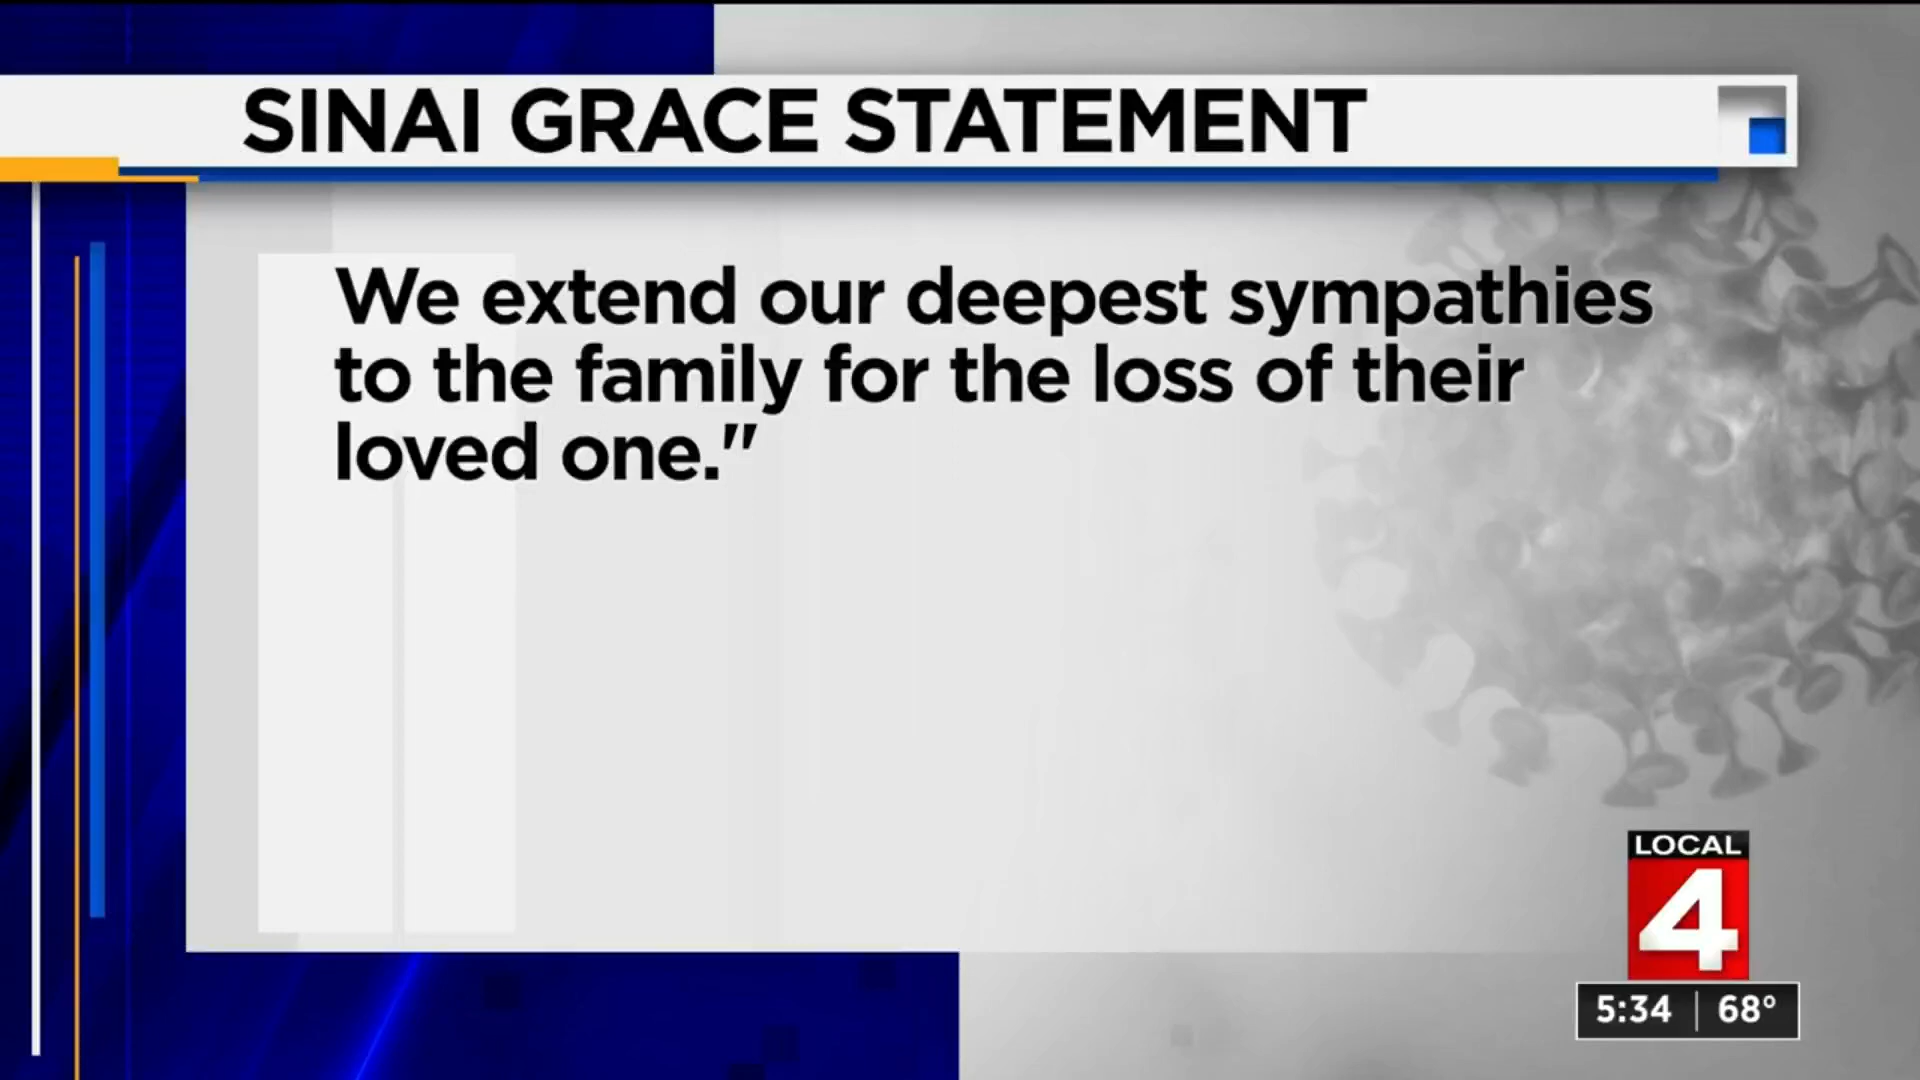 SINAI GRACE STATEMENT
We extend our deepest sympathies
to the family for the loss of their
loved one."
LOCAL
4
5:34 | 68°